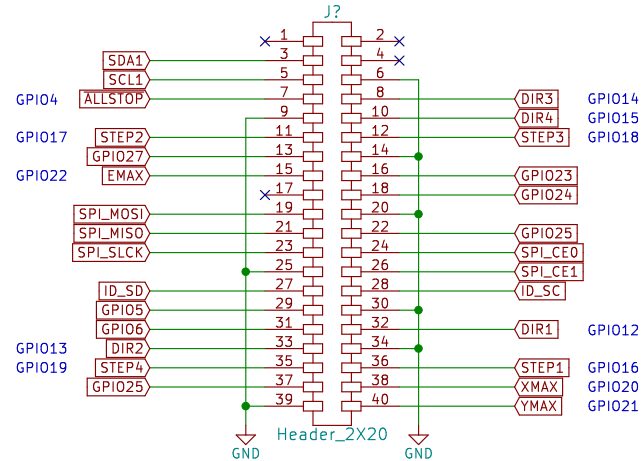 J?
1 2
SDA1 3 4
SCL1 5 6
GPIO4 ALLSTOP 7 8 DIR3 GPIO14
9 10 DIR4 GPIO15
GPIO17 STEP2 11 12 STEP3 GPIO18
GPIO27 13 14
GPIO22 EMAX 15 16 GPIO23
17 18 GPIO24
SPI_MOSI 19 20
SPI_MISO 21 22 GPIO25
SPI_SLCK 23 24 SPI_CE0
25 26 SPI_CE1
ID_SD 27 28 ID_SC
GPIO5 29 30
GPIO6 31 32 DIR1 GPIO12
GPIO13 DIR2 33 34
GPIO19 STEP4 35 36 STEP1 GPIO16
GPIO25 37 38 XMAX GPIO20
39 40 YMAX GPIO21
Header_2X20
GND GND